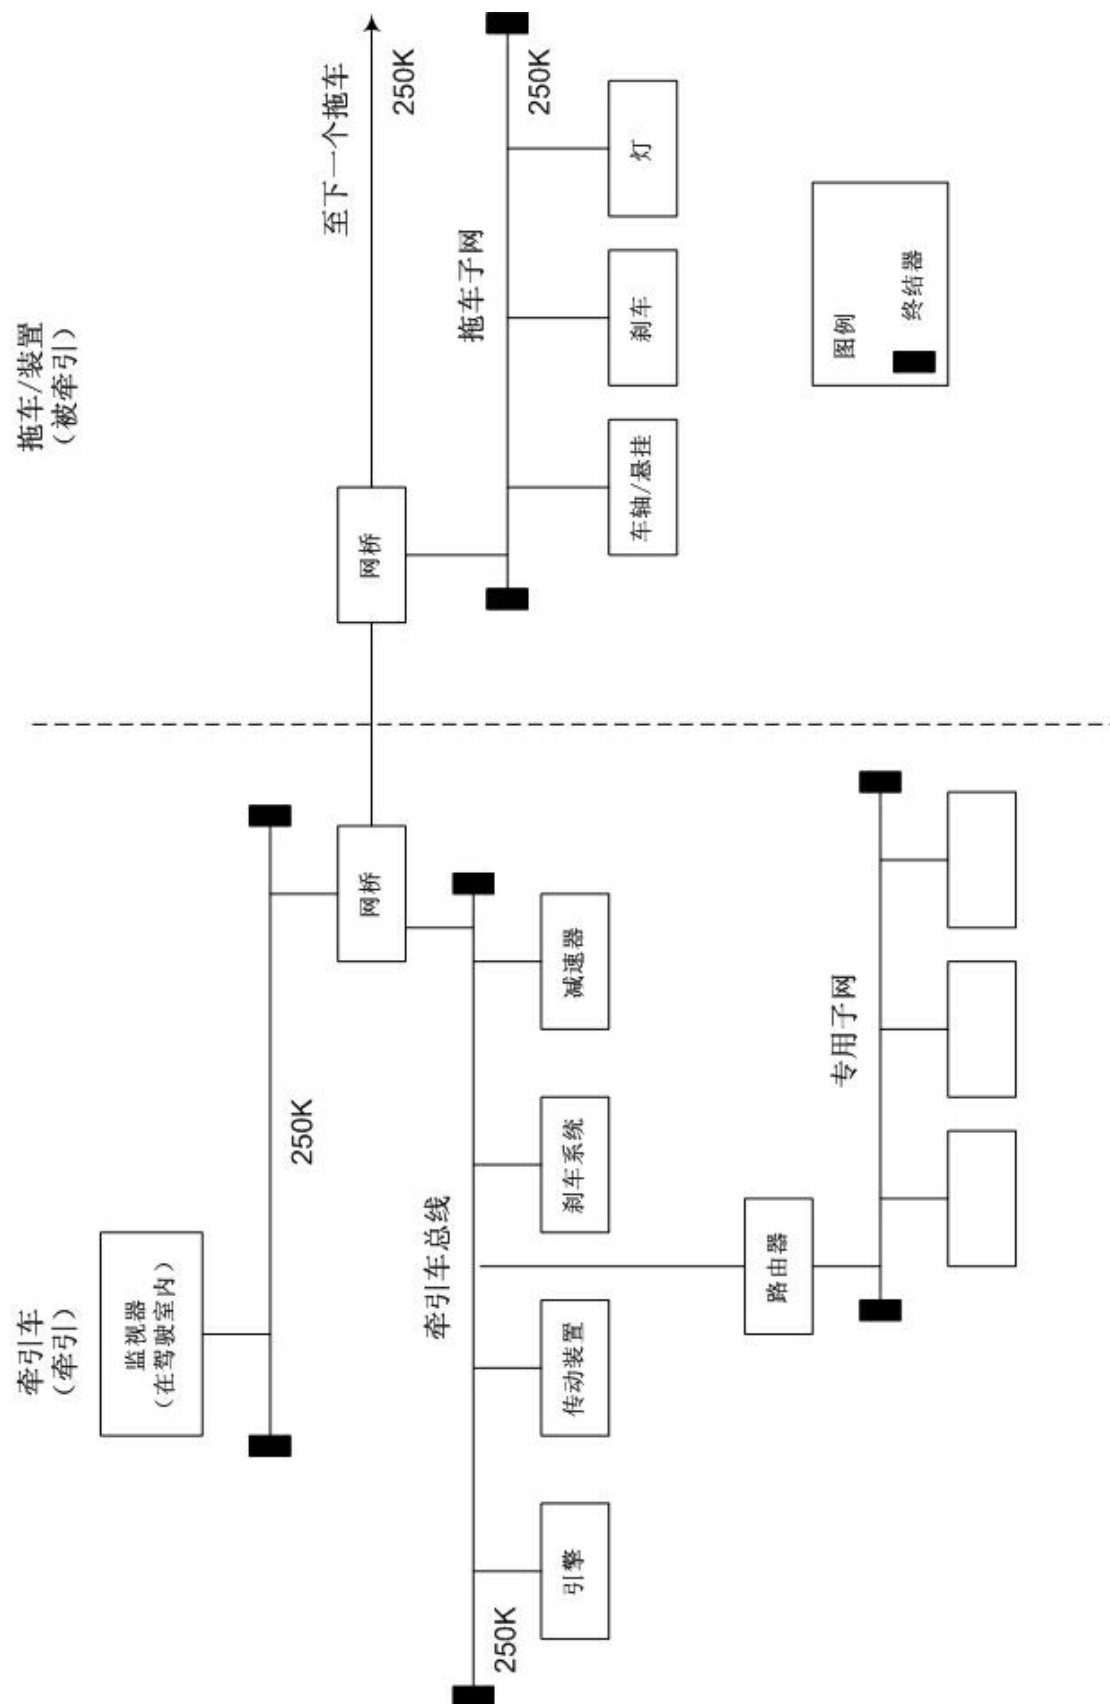 牵引车
（牵引）
拖车/装置
（被牵引）
监视器
（在驾驶室内）
250K
网桥
网桥
至下一个拖车
250K
牵引车总线
250K
引擎
传动装置
刹车系统
减速器
拖车子网
250K
车轴/悬挂
刹车
灯
路由器
专用子网
图例
终结器